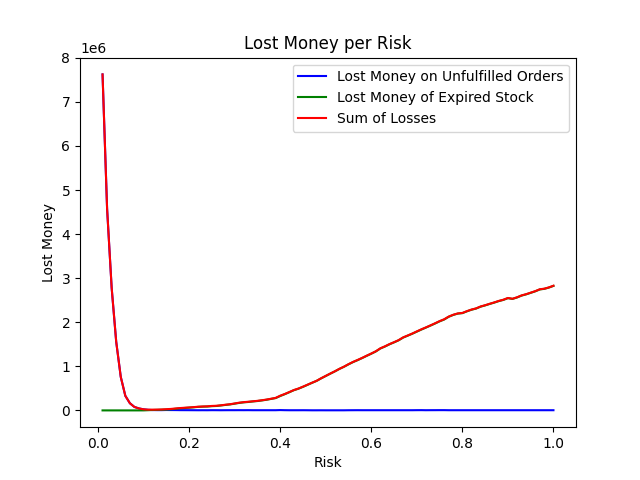 Lost Money per Risk
1e6
Lost Money on Unfulfilled Orders
Lost Money of Expired Stock
Sum of Losses
8
7
6
5
4
3
2
1
0
Lost Money
0.0 0.2 0.4 0.6 0.8 1.0
Risk